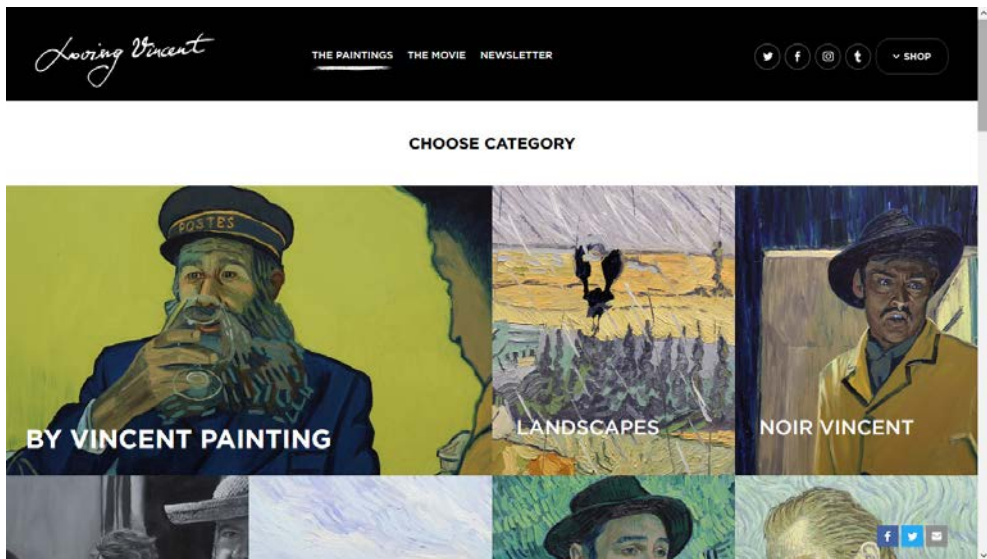 Loving Vincent
THE PAINTINGS THE MOVIE NEWSLETTER
SHOP
CHOOSE CATEGORY
POSTES
BY VINCENT PAINTING
LANDSCAPES
NOIR VINCENT